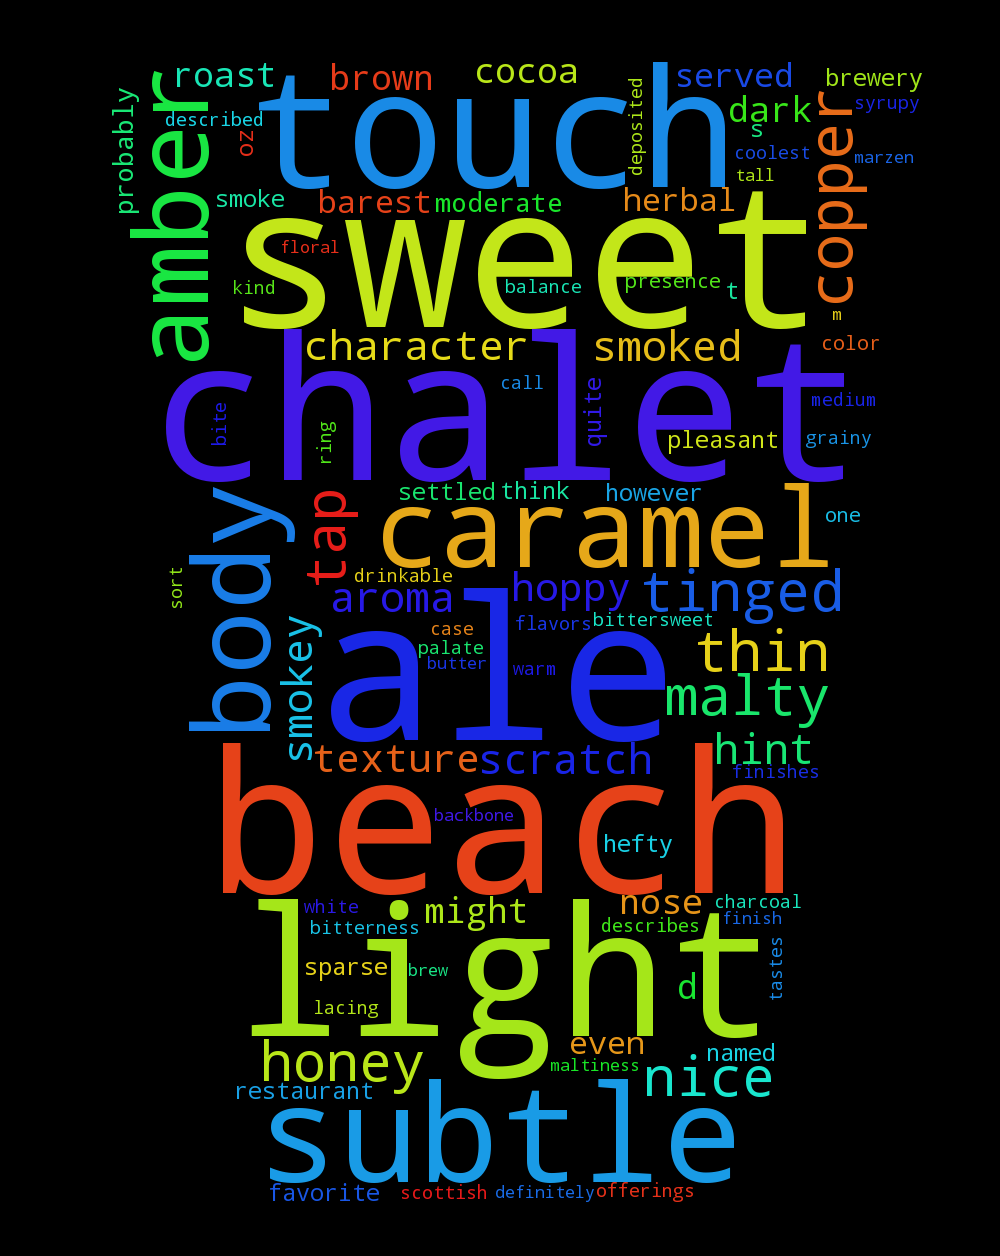 roast brown cocoa served brewery
probably amber described oz touch deposited dark s coolest tall copper syrupy marzen
smoke barest moderate herbal
sweet
floral kind balance presence t m
character smoked color
chalet
call bite ring quite medium pleasant grainy
settled think however one
body tap caramel
sort drinkable aroma hoppy tinged
smokey case flavors bittersweet
palate butter warm ale thin
malty
texture scratch hint finishes
beach
backbone hefty
white might nose charcoal
bitterness describes finish
light
sparse brew d tastes
lacing
honey even named
maltiness nice
restaurant
subtle
favorite scottish definitely offerings